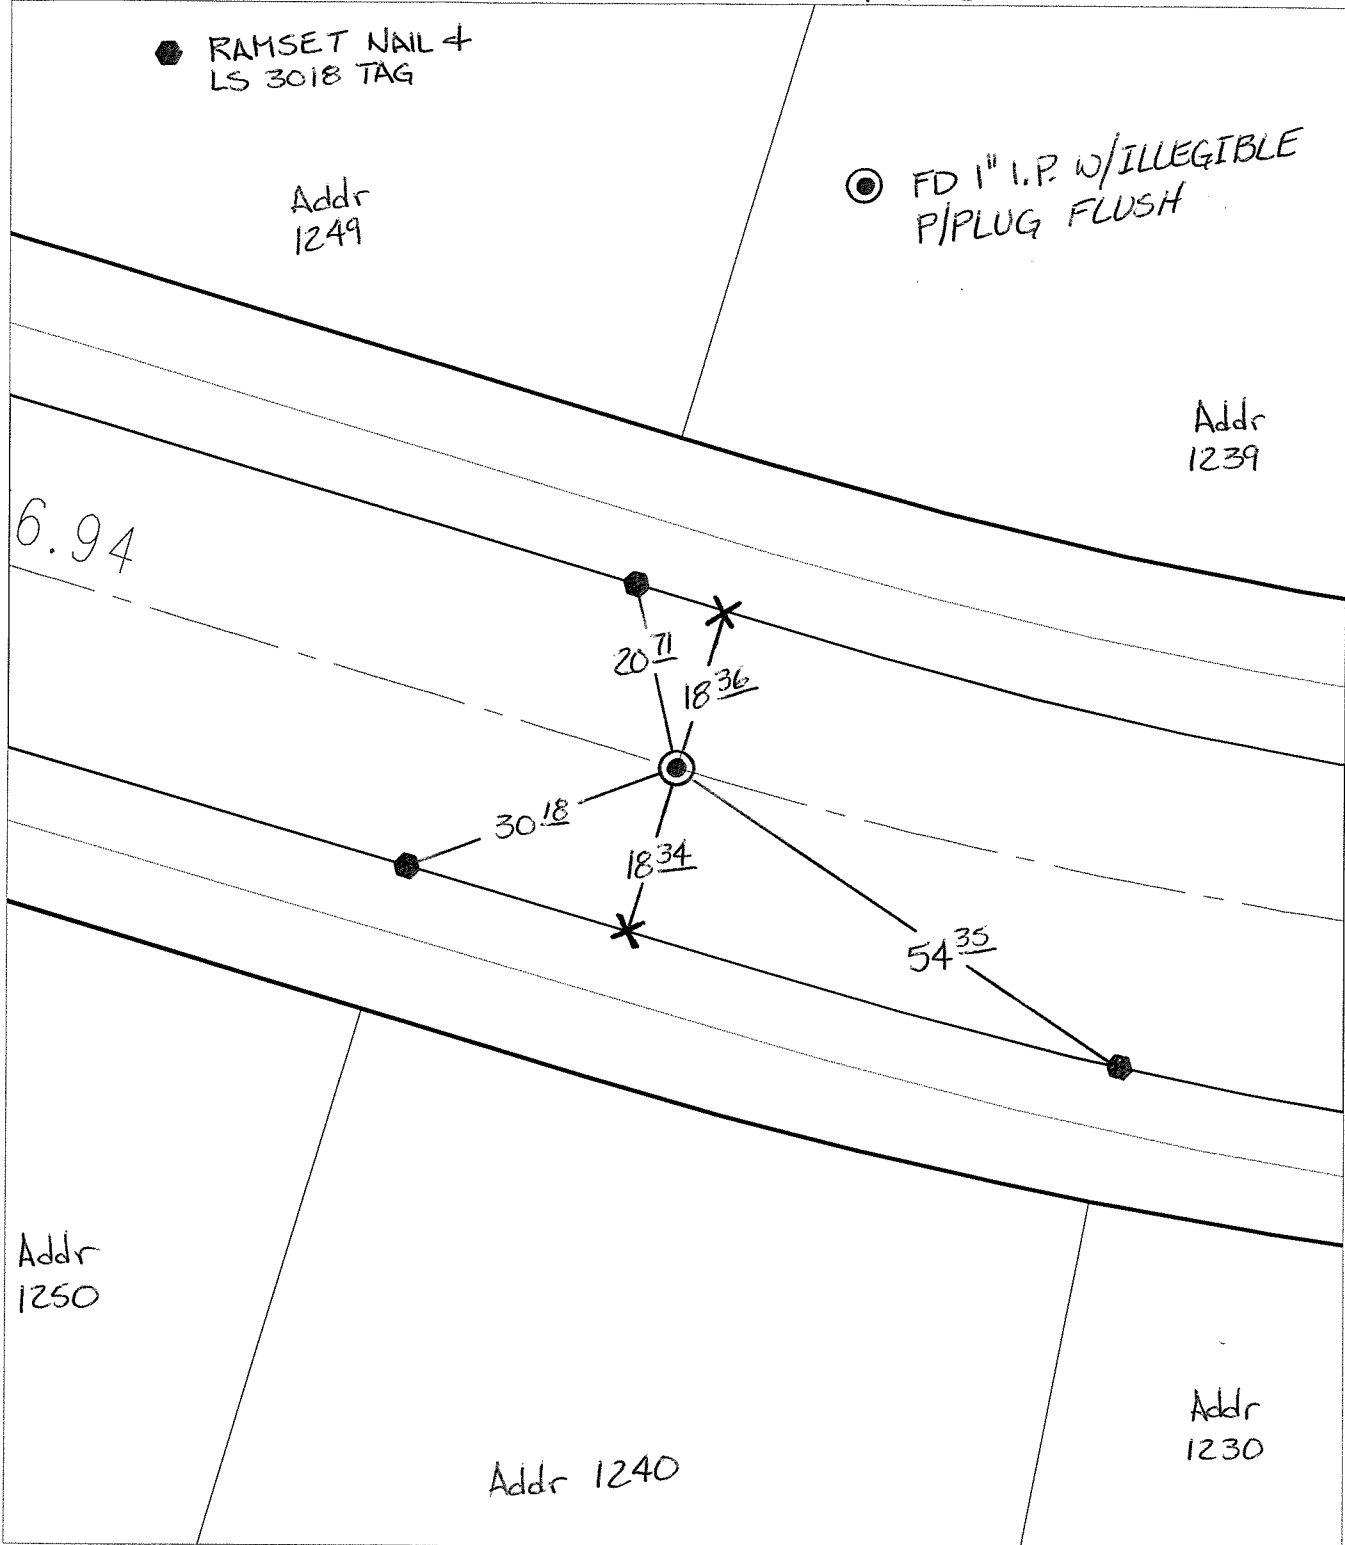 RAMSET NAIL &
LS 3018 TAG
FD 1" I.P. W/ILLEGIBLE
P/PLUG FLUSH
Addr
1249
Addr
1239
6.94
20 71
18 36
30 18
18 34
54 35
Addr
1250
Addr
1230
Addr 1240